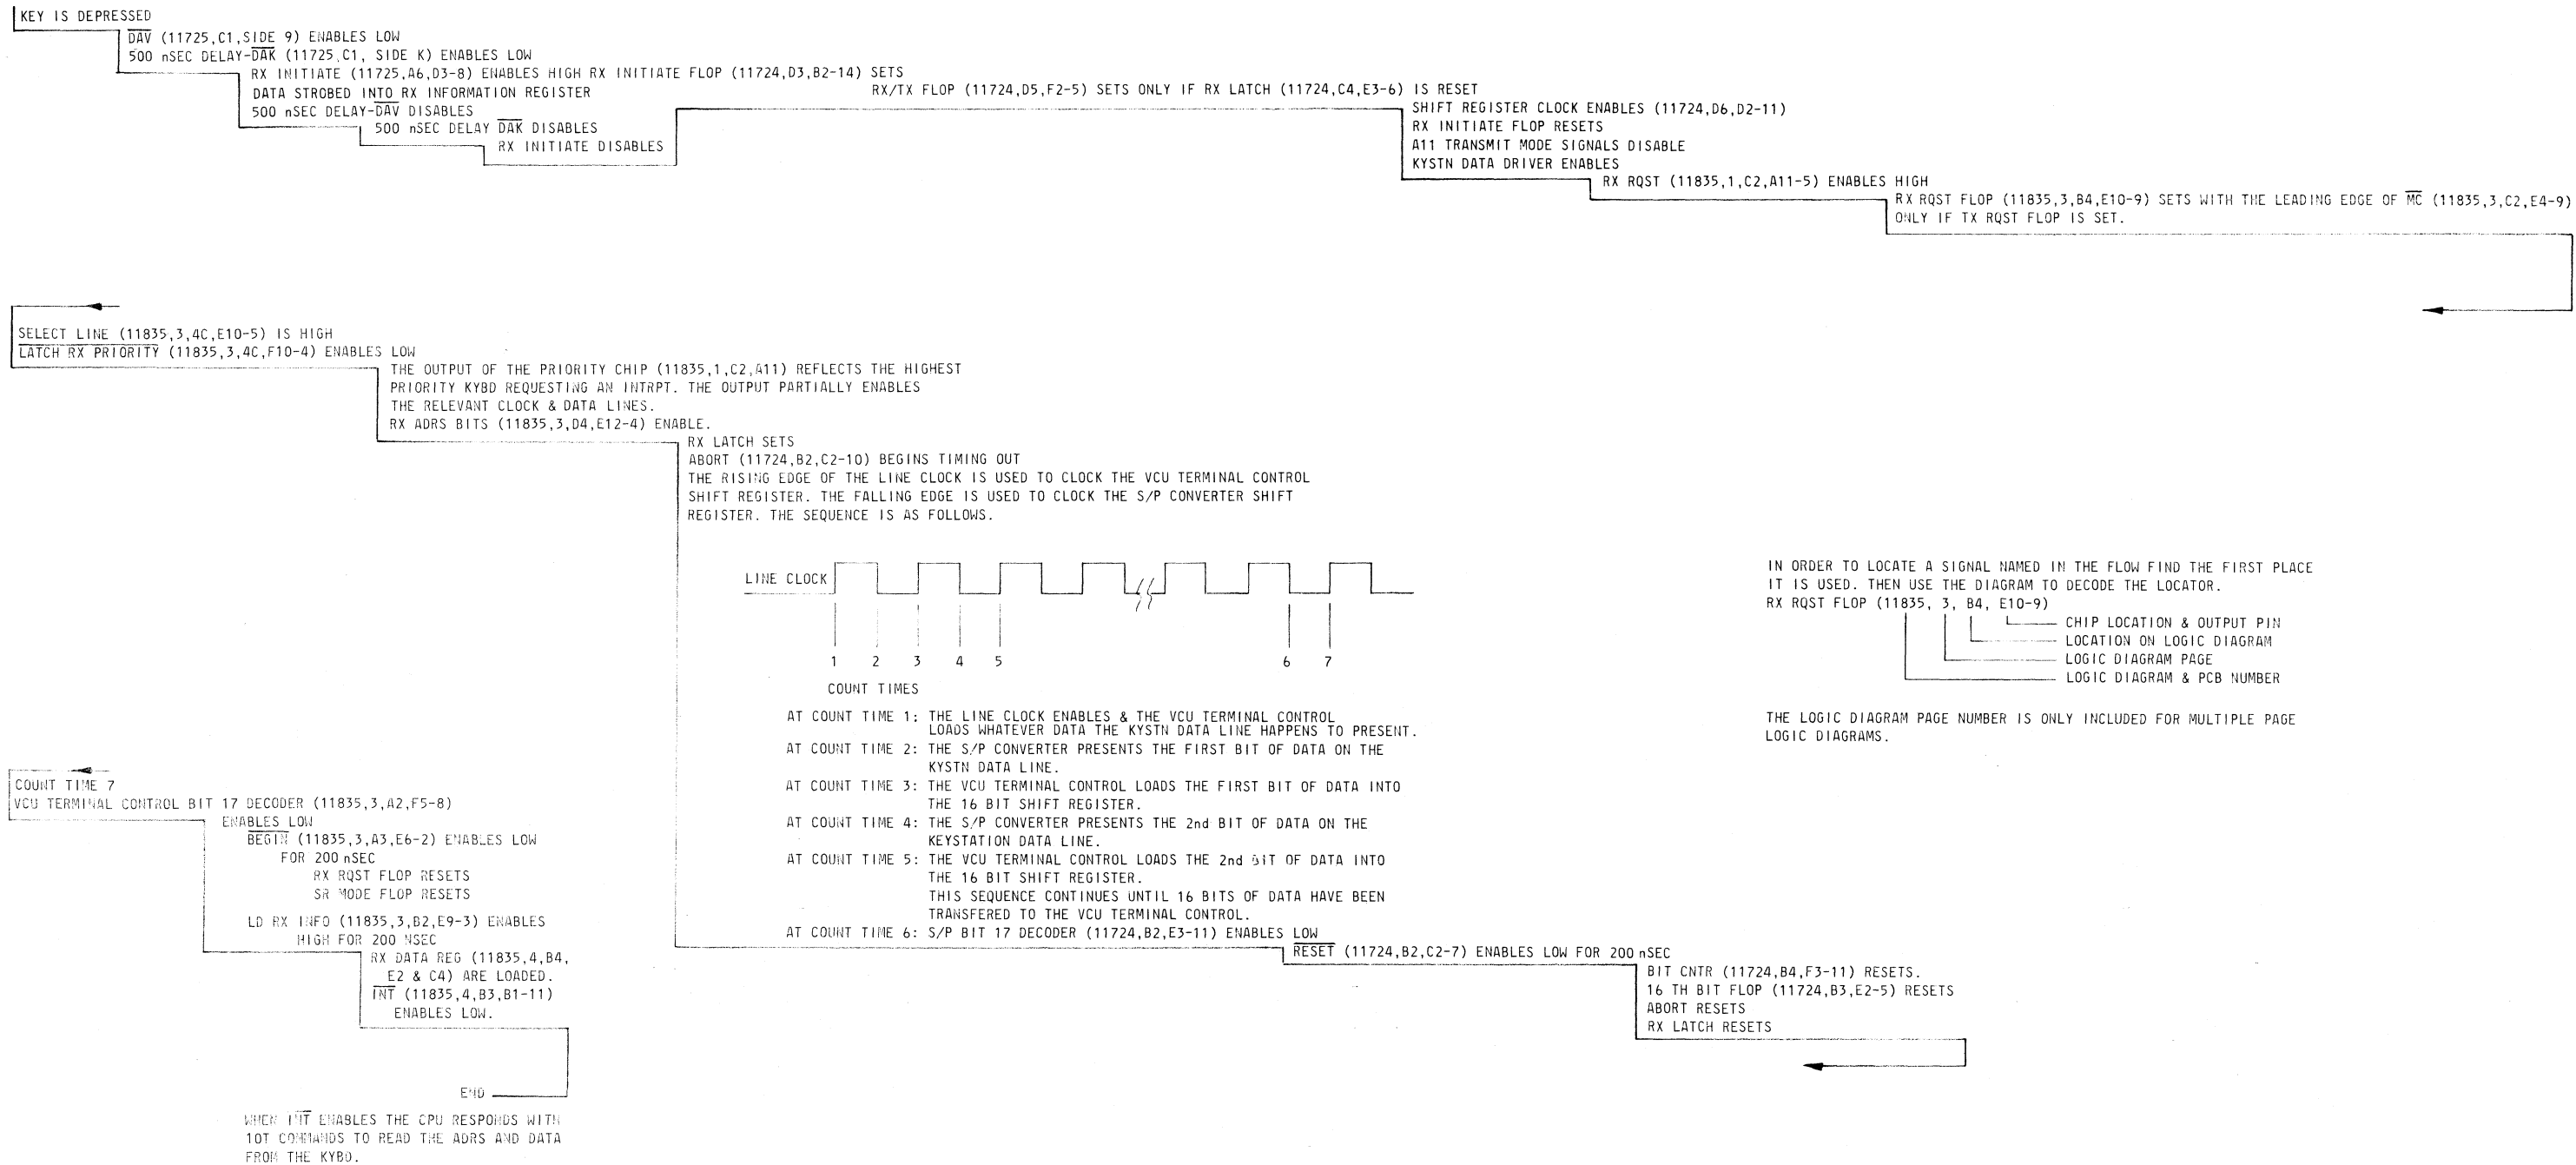 KEY IS DEPRESSED
DAV (11725,C1,SIDE 9) ENABLES LOW
500 nSEC DELAY-DAK (11725,C1, SIDE K) ENABLES LOW
RX INITIATE (11725,A6,D3-8) ENABLES HIGH RX INITIATE FLOP (11724,D3,B2-14) SETS
DATA STROBED INTO RX INFORMATION REGISTER
RX/TX FLOP (11724,D5,F2-5) SETS ONLY IF RX LATCH (11724,C4,E3-6) IS RESET
500 nSEC DELAY-DAV DISABLES
SHIFT REGISTER CLOCK ENABLES (11724,D6,D2-11)
500 nSEC DELAY DAK DISABLES
RX INITIATE FLOP RESETS
RX INITIATE DISABLES
A11 TRANSMIT MODE SIGNALS DISABLE
KYSTN DATA DRIVER ENABLES
RX RQST (11835,1,C2,A11-5) ENABLES HIGH
RX RQST FLOP (11835,3,B4,E10-9) SETS WITH THE LEADING EDGE OF MC (11835,3,C2,E4-9)
ONLY IF TX RQST FLOP IS SET.
SELECT LINE (11835,3,4C,E10-5) IS HIGH
LATCH RX PRIORITY (11835,3,4C,F10-4) ENABLES LOW
THE OUTPUT OF THE PRIORITY CHIP (11835,1,C2,A11) REFLECTS THE HIGHEST
PRIORITY KYBD REQUESTING AN INTRPT. THE OUTPUT PARTIALLY ENABLES
THE RELEVANT CLOCK & DATA LINES.
RX ADRS BITS (11835,3,D4,E12-4) ENABLE.
RX LATCH SETS
ABORT (11724,B2,C2-10) BEGINS TIMING OUT
THE RISING EDGE OF THE LINE CLOCK IS USED TO CLOCK THE VCU TERMINAL CONTROL
SHIFT REGISTER. THE FALLING EDGE IS USED TO CLOCK THE S/P CONVERTER SHIFT
REGISTER. THE SEQUENCE IS AS FOLLOWS.
LINE CLOCK
1 2 3 4 5 6 7
COUNT TIMES
AT COUNT TIME 1: THE LINE CLOCK ENABLES & THE VCU TERMINAL CONTROL
LOADS WHATEVER DATA THE KYSTN DATA LINE HAPPENS TO PRESENT.
AT COUNT TIME 2: THE S/P CONVERTER PRESENTS THE FIRST BIT OF DATA ON THE
KYSTN DATA LINE.
AT COUNT TIME 3: THE VCU TERMINAL CONTROL LOADS THE FIRST BIT OF DATA INTO
THE 16 BIT SHIFT REGISTER.
AT COUNT TIME 4: THE S/P CONVERTER PRESENTS THE 2nd BIT OF DATA ON THE
KEYSTATION DATA LINE.
AT COUNT TIME 5: THE VCU TERMINAL CONTROL LOADS THE 2nd BIT OF DATA INTO
THE 16 BIT SHIFT REGISTER.
THIS SEQUENCE CONTINUES UNTIL 16 BITS OF DATA HAVE BEEN
TRANSFERED TO THE VCU TERMINAL CONTROL.
AT COUNT TIME 6: S/P BIT 17 DECODER (11724,B2,E3-11) ENABLES LOW
RESET (11724,B2,C2-7) ENABLES LOW FOR 200 nSEC
BIT CNTR (11724,B4,F3-11) RESETS.
16 TH BIT FLOP (11724,B3,E2-5) RESETS
ABORT RESETS
RX LATCH RESETS
IN ORDER TO LOCATE A SIGNAL NAMED IN THE FLOW FIND THE FIRST PLACE
IT IS USED. THEN USE THE DIAGRAM TO DECODE THE LOCATOR.
RX RQST FLOP (11835, 3, B4, E10-9)
CHIP LOCATION & OUTPUT PIN
LOCATION ON LOGIC DIAGRAM
LOGIC DIAGRAM PAGE
LOGIC DIAGRAM & PCB NUMBER
THE LOGIC DIAGRAM PAGE NUMBER IS ONLY INCLUDED FOR MULTIPLE PAGE
LOGIC DIAGRAMS.
COUNT TIME 7
VCU TERMINAL CONTROL BIT 17 DECODER (11835,3,A2,F5-8)
ENABLES LOW
BEGIN (11835,3,A3,E6-2) ENABLES LOW
FOR 200 nSEC
RX RQST FLOP RESETS
SR MODE FLOP RESETS
LD RX INFO (11835,3,B2,E9-3) ENABLES
HIGH FOR 200 NSEC
RX DATA REG (11835,4,B4,
E2 & C4) ARE LOADED.
INT (11835,4,B3,B1-11)
ENABLES LOW.
END
WHEN INT ENABLES THE CPU RESPONDS WITH
1OT COMMANDS TO READ THE ADRS AND DATA
FROM THE KYBD.